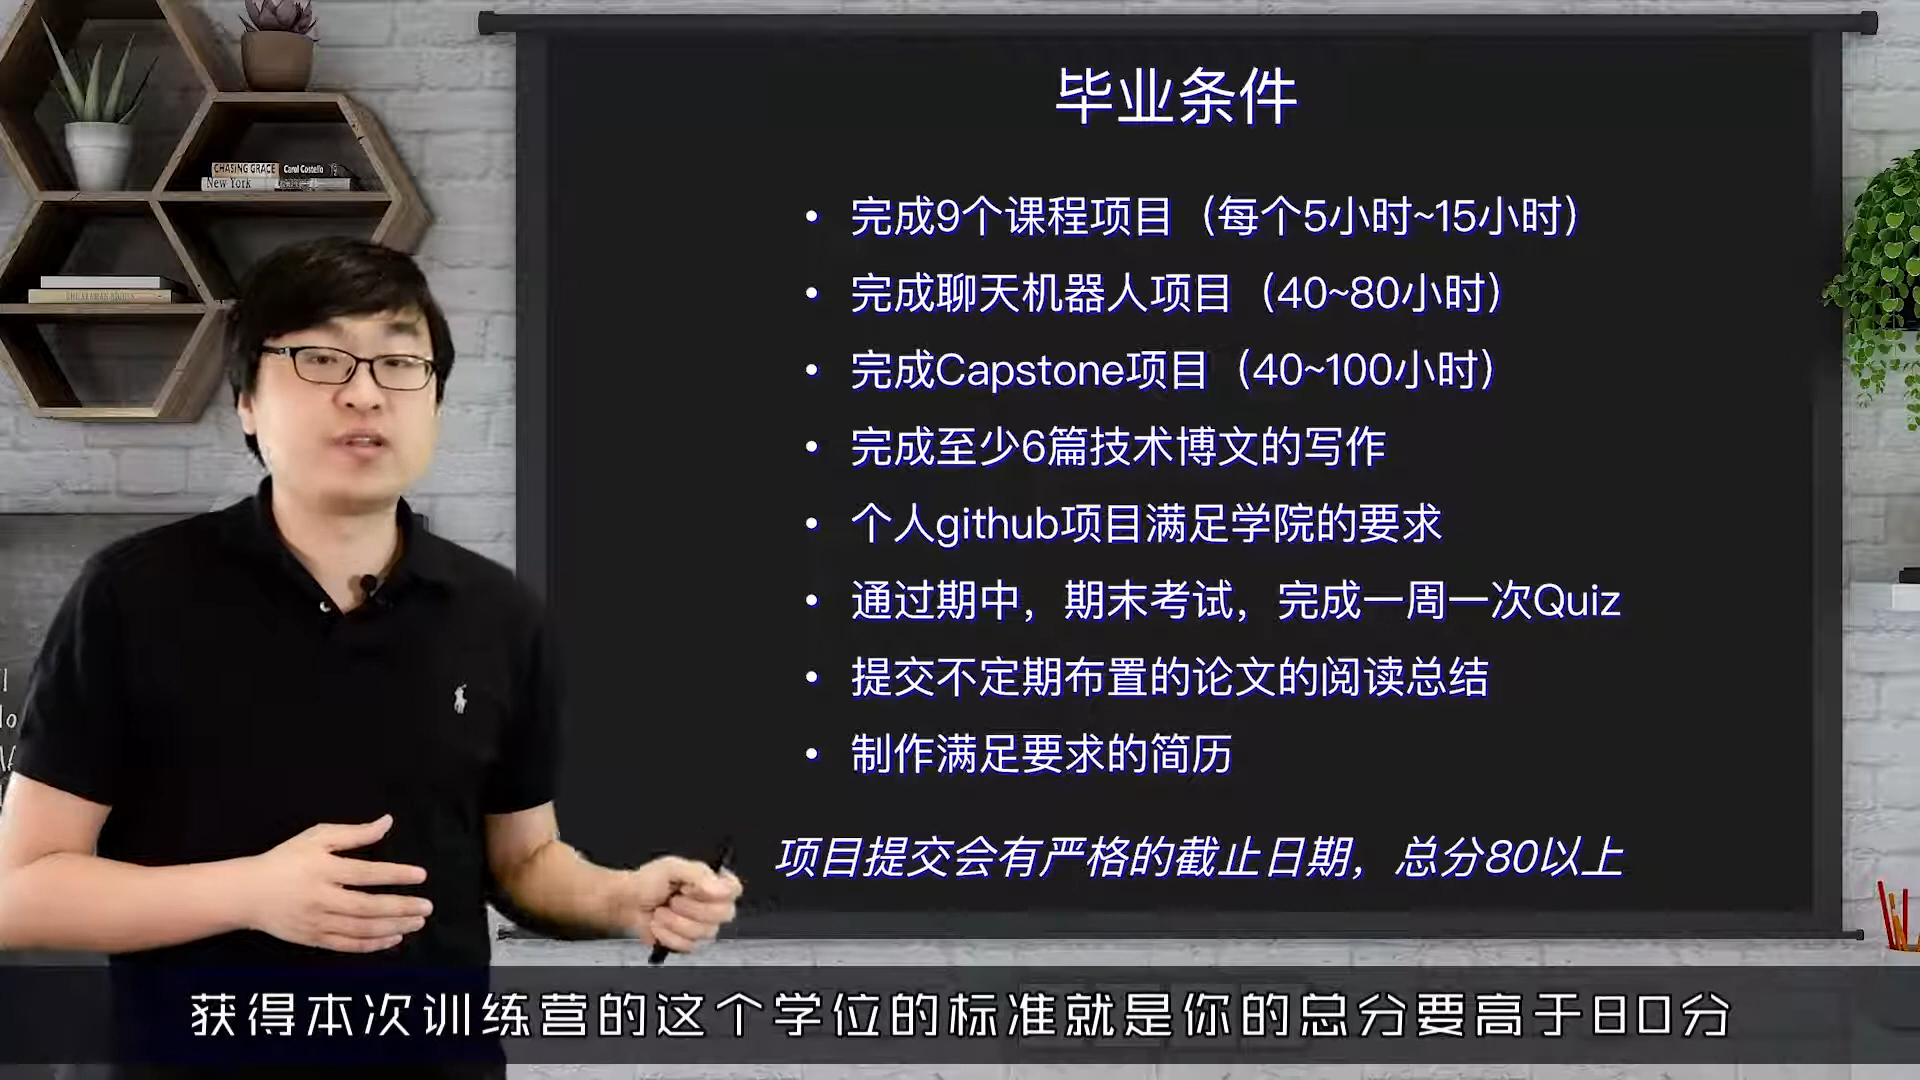 毕业条件
• 完成9个课程项目（每个5小时~15小时）
• 完成聊天机器人项目（40~80小时）
• 完成Capstone项目（40~100小时）
• 完成至少6篇技术博文的写作
• 个人github项目满足学院的要求
• 通过期中，期末考试，完成一周一次Quiz
• 提交不定期布置的论文的阅读总结
• 制作满足要求的简历
项目提交会有严格的截止日期，总分80以上
CHASING GRACE
Carol Costello
New York
获得本次训练营的这个学位的标准就是你的总分要高于80分